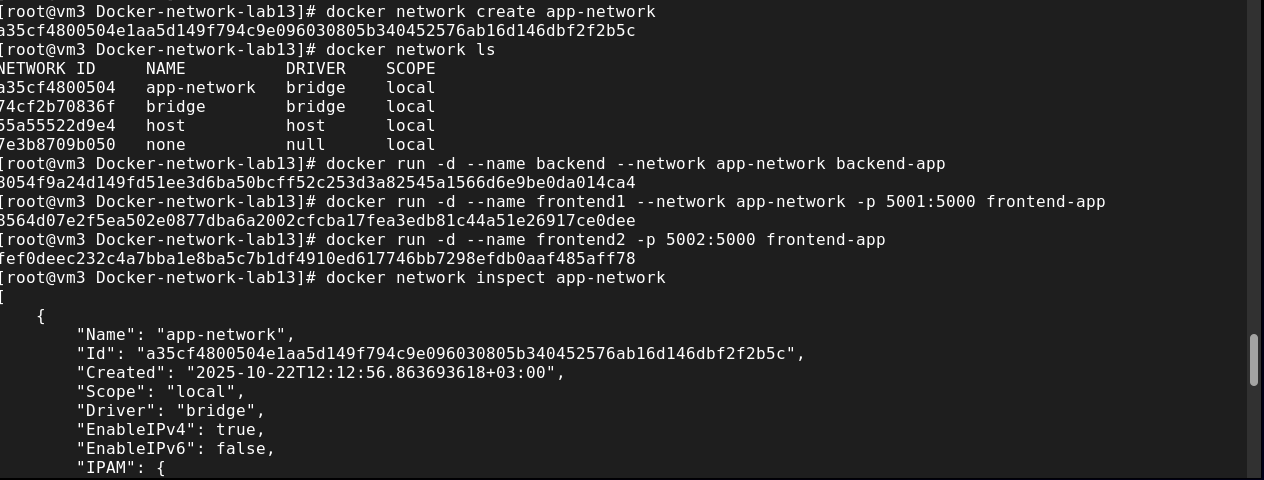 [root@vm3 Docker-network-lab13]# docker network create app-network
a35cf4800504e1aa5d149f794c9e096030805b340452576ab16d146dbf2f2b5c
[root@vm3 Docker-network-lab13]# docker network ls
NETWORK ID     NAME          DRIVER    SCOPE
a35cf4800504   app-network   bridge    local
74cf2b70836f   bridge        bridge    local
55a55522d9e4   host          host      local
7e3b8709b050   none          null      local
[root@vm3 Docker-network-lab13]# docker run -d --name backend --network app-network backend-app
3054f9a24d149fd51ee3d6ba50bcff52c253d3a82545a1566d6e9be0da014ca4
[root@vm3 Docker-network-lab13]# docker run -d --name frontend1 --network app-network -p 5001:5000 frontend-app
3564d07e2f5ea502e0877dba6a2002cfcba17fea3edb81c44a51e26917ce0dee
[root@vm3 Docker-network-lab13]# docker run -d --name frontend2 -p 5002:5000 frontend-app
fef0deec232c4a7bba1e8ba5c7b1df4910ed617746bb7298efdb0aaf485aff78
[root@vm3 Docker-network-lab13]# docker network inspect app-network
[
    {
        "Name": "app-network",
        "Id": "a35cf4800504e1aa5d149f794c9e096030805b340452576ab16d146dbf2f2b5c",
        "Created": "2025-10-22T12:12:56.863693618+03:00",
        "Scope": "local",
        "Driver": "bridge",
        "EnableIPv4": true,
        "EnableIPv6": false,
        "IPAM": {